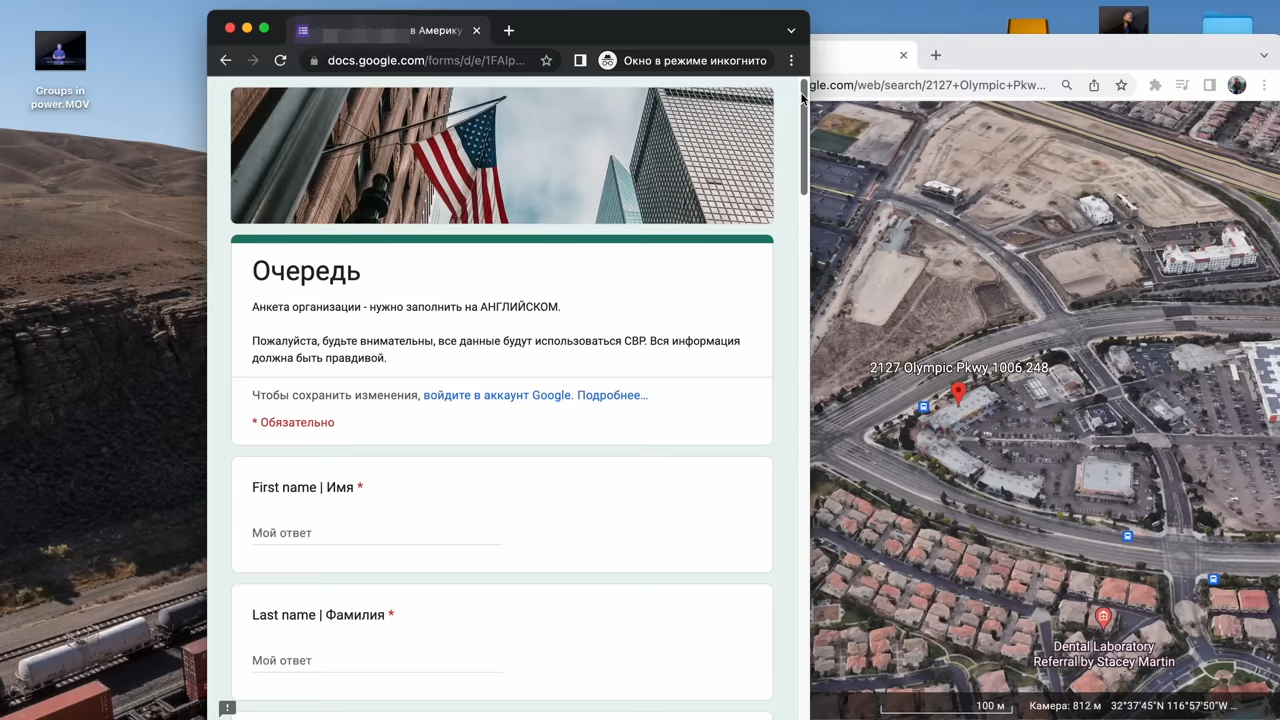 Groups in
power.MOV
в Америку
docs.google.com/forms/d/e/1FAIp...
Окно в режиме инкогнито
Очередь
Анкета организации - нужно заполнить на АНГЛИЙСКОМ.
Пожалуйста, будьте внимательны, все данные будут использоваться CBP. Вся информация
должна быть правдивой.
Чтобы сохранить изменения, войдите в аккаунт Google. Подробнее…
* Обязательно
First name | Имя *
Мой ответ
Last name | Фамилия *
Мой ответ
gle.com/web/search/2127+Olympic+Pkw...
2127 Olympic Pkwy 1006 248
Dental Laboratory
Referral by Stacey Martin
100 м
Камера: 812 м
32°37'45"N 116°57'50"W ...